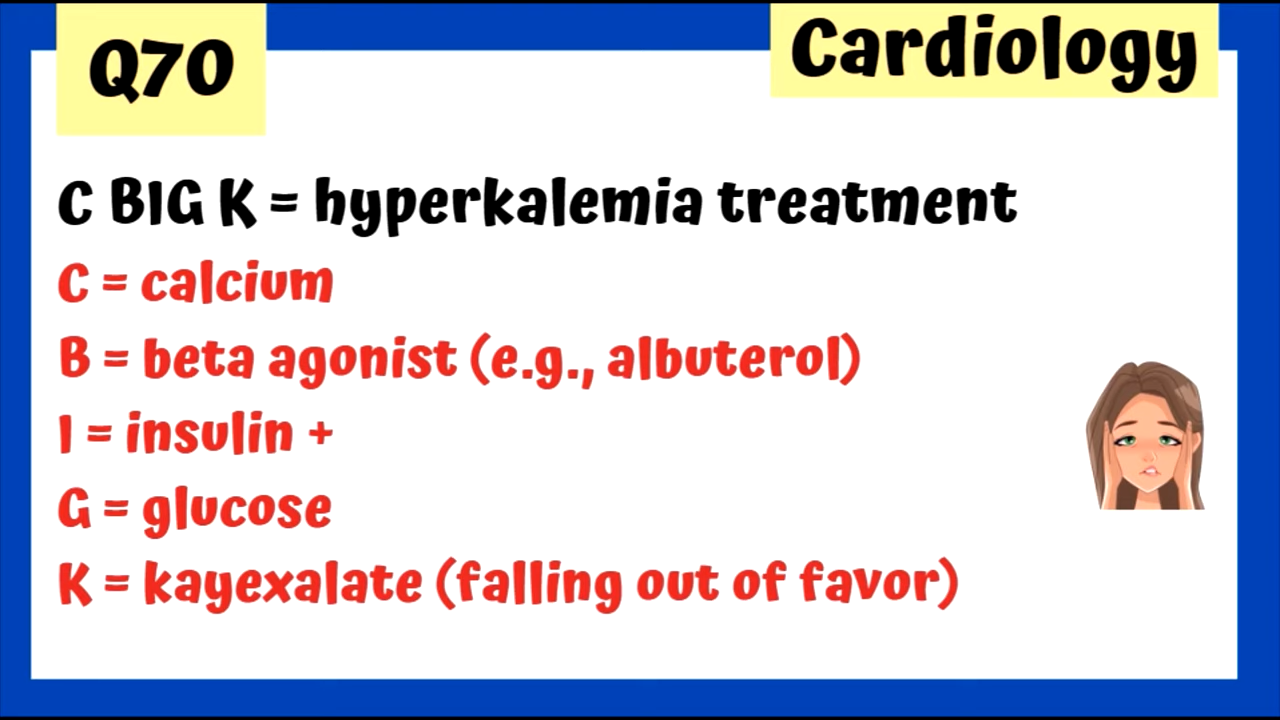 Q70
Cardiology
C BIG K = hyperkalemia treatment
C = calcium
B = beta agonist (e.g., albuterol)
I = insulin +
G = glucose
K = kayexalate (falling out of favor)